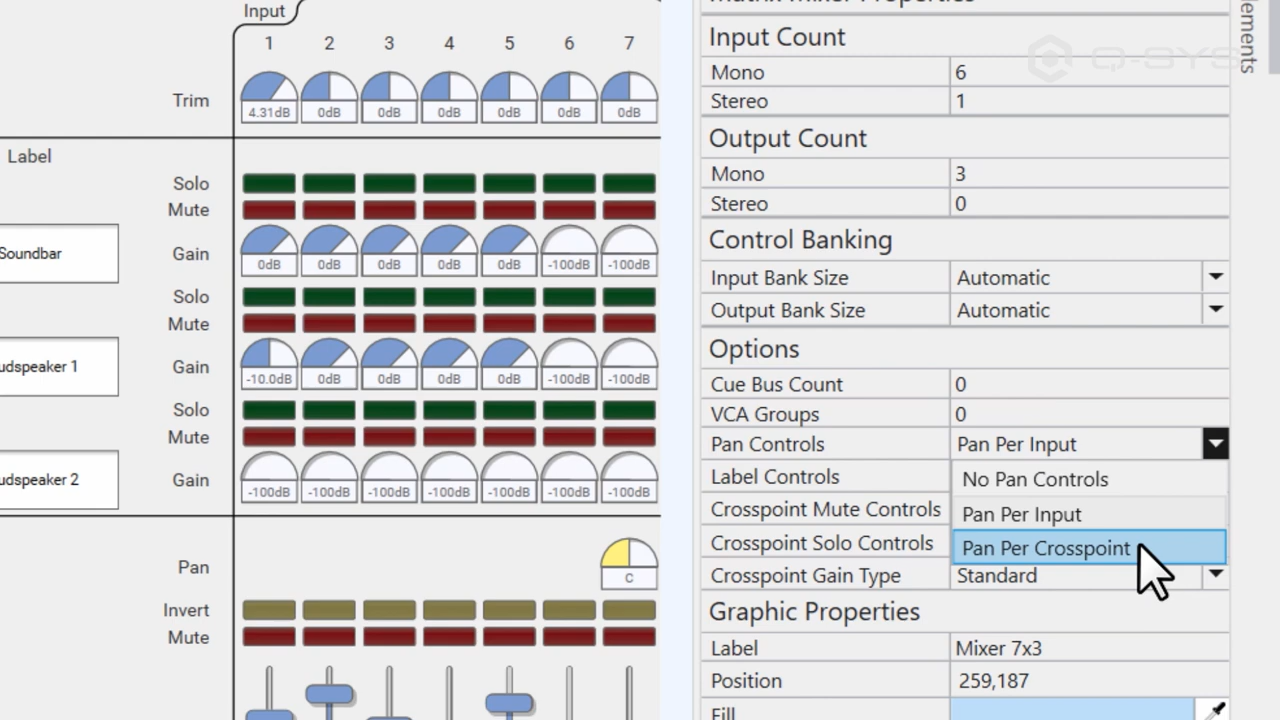 Input
1 2 3 4 5 6 7
Trim
4.31dB 0dB 0dB 0dB 0dB 0dB 0dB
Label
Solo
Mute
Soundbar
Gain
0dB 0dB 0dB 0dB 0dB -100dB -100dB
Solo
Mute
udspeaker 1
Gain
-10.0dB 0dB 0dB 0dB 0dB -100dB -100dB
Solo
Mute
udspeaker 2
Gain
-100dB -100dB -100dB -100dB -100dB -100dB -100dB
Pan
C
Invert
Mute
Matrix Mixer Properties
Input Count
Mono 6
Stereo 1
Output Count
Mono 3
Stereo 0
Control Banking
Input Bank Size Automatic
Output Bank Size Automatic
Options
Cue Bus Count 0
VCA Groups 0
Pan Controls Pan Per Input
Label Controls
No Pan Controls
Crosspoint Mute Controls
Pan Per Input
Crosspoint Solo Controls
Pan Per Crosspoint
Crosspoint Gain Type Standard
Graphic Properties
Label Mixer 7x3
Position 259,187
Fill
Q-SYS
lements